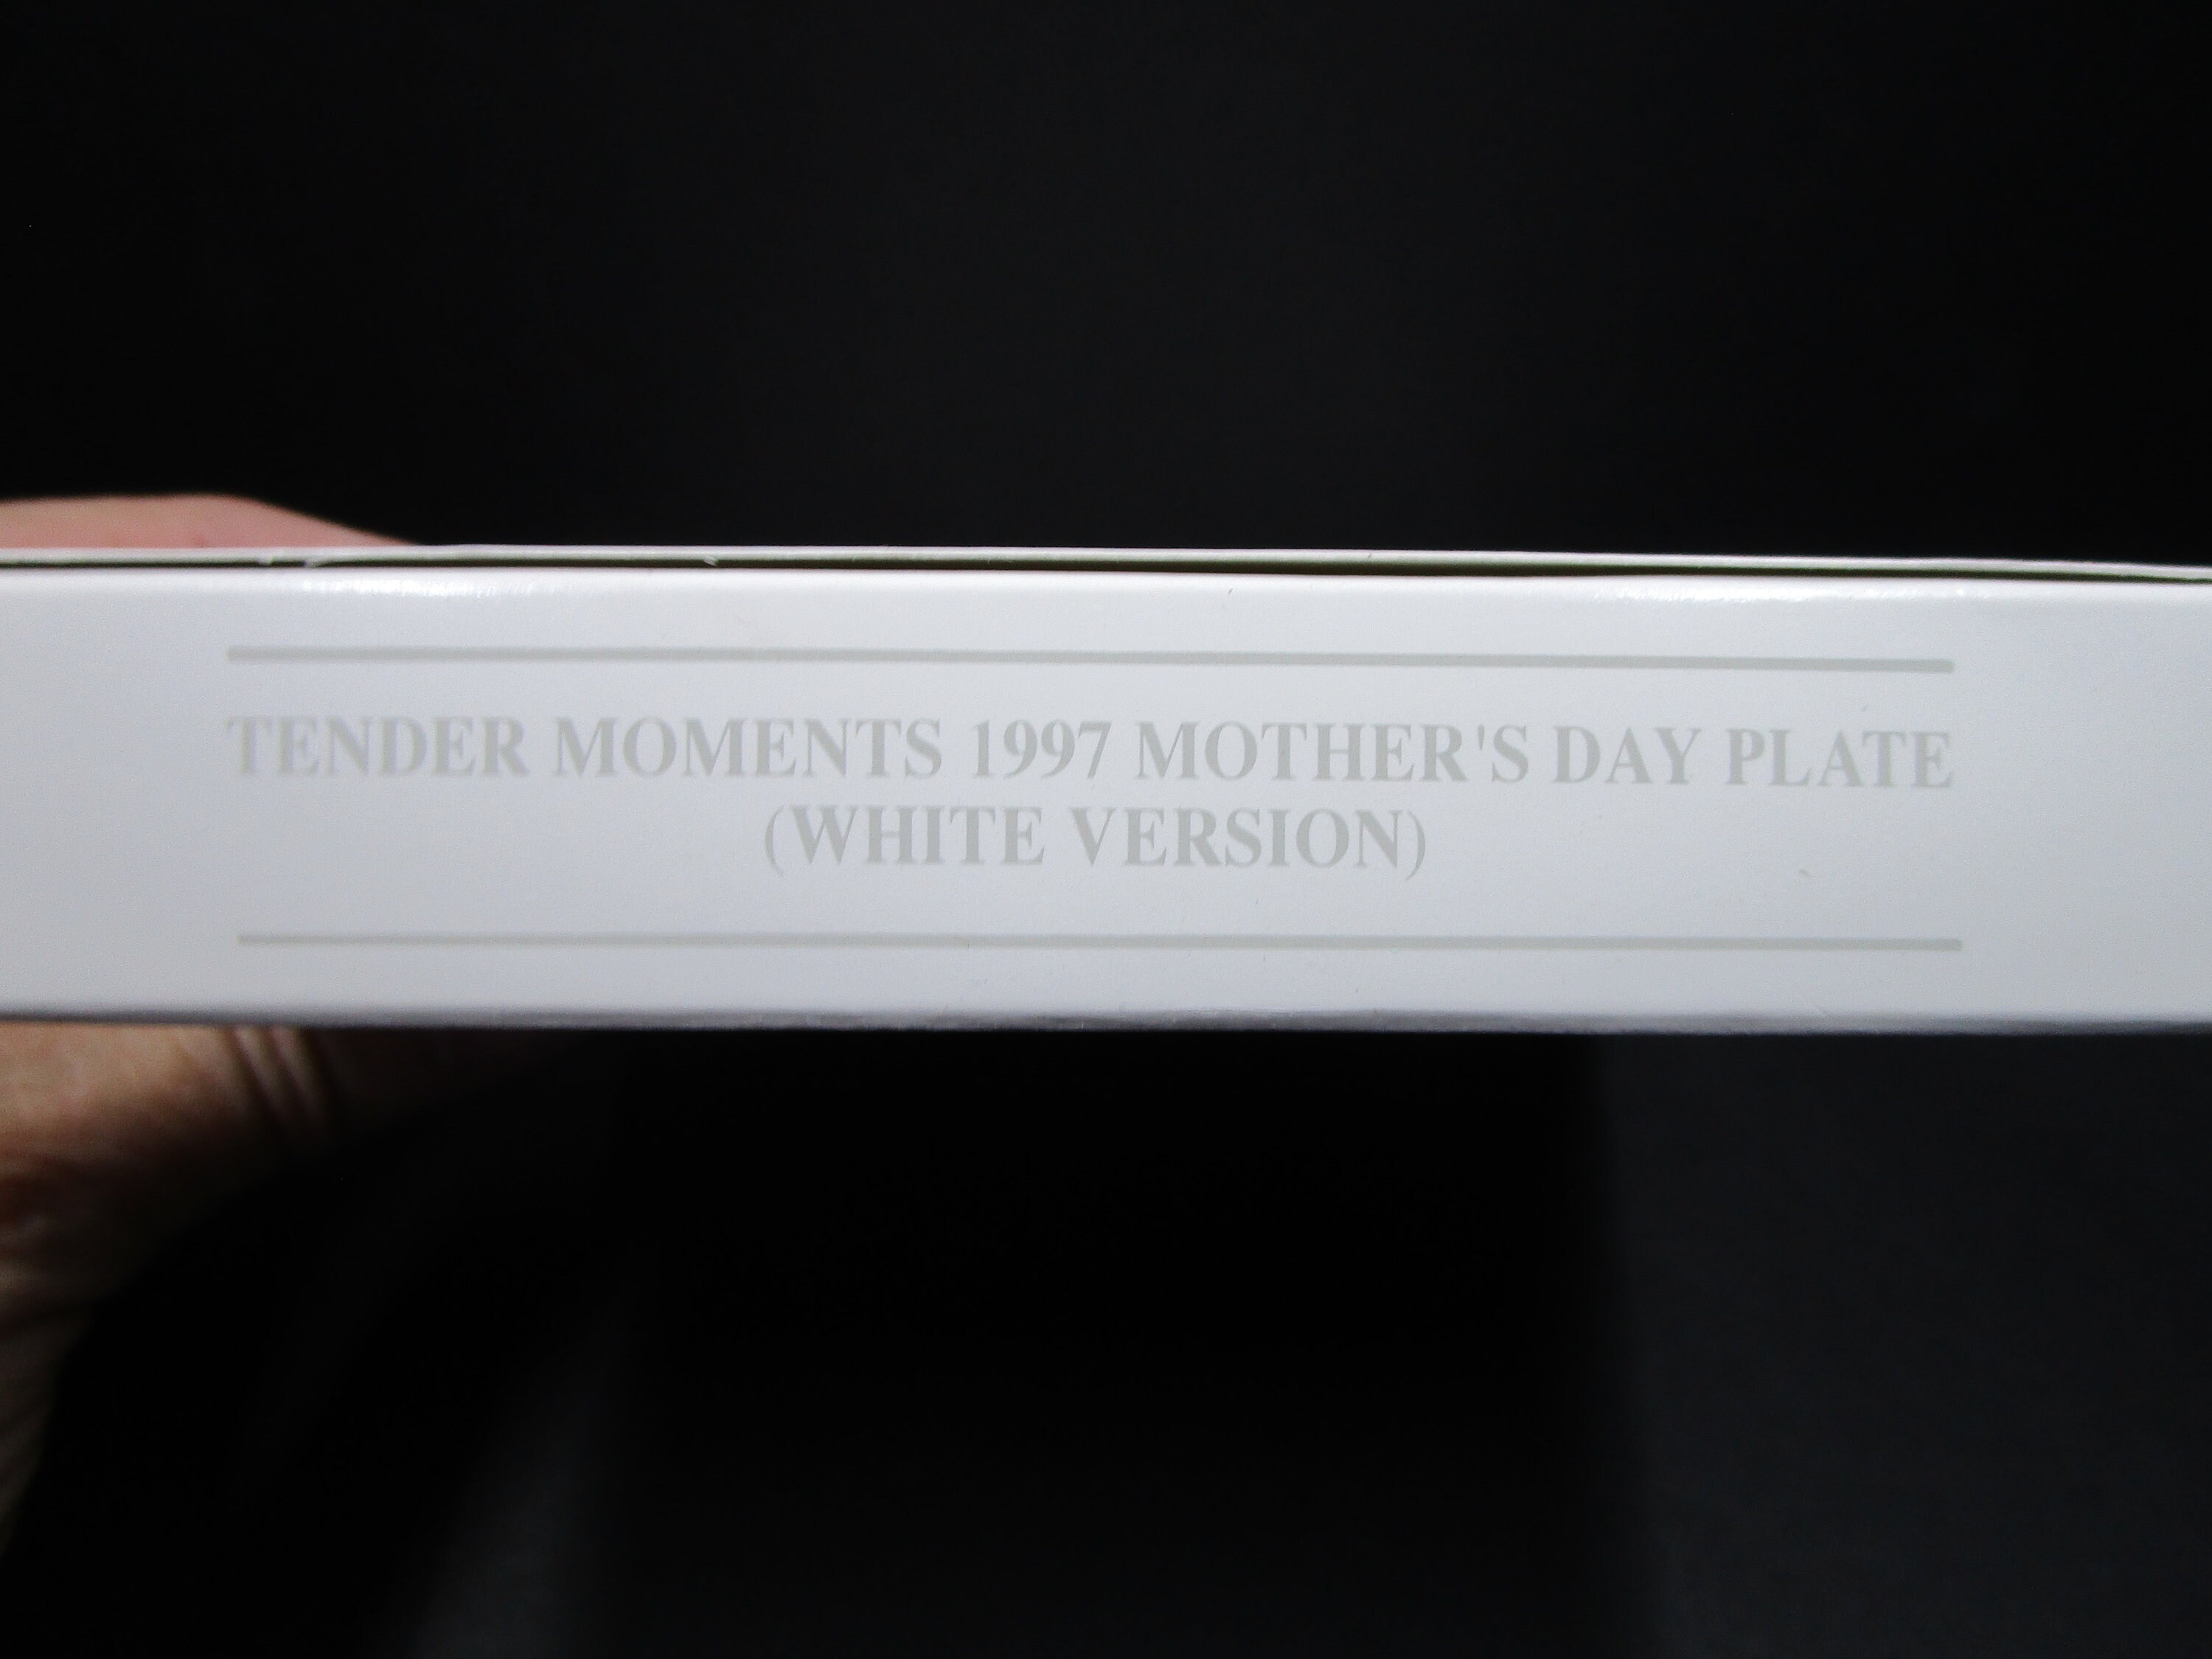 TENDER MOMENTS 1997 MOTHER'S DAY PLATE
(WHITE VERSION)